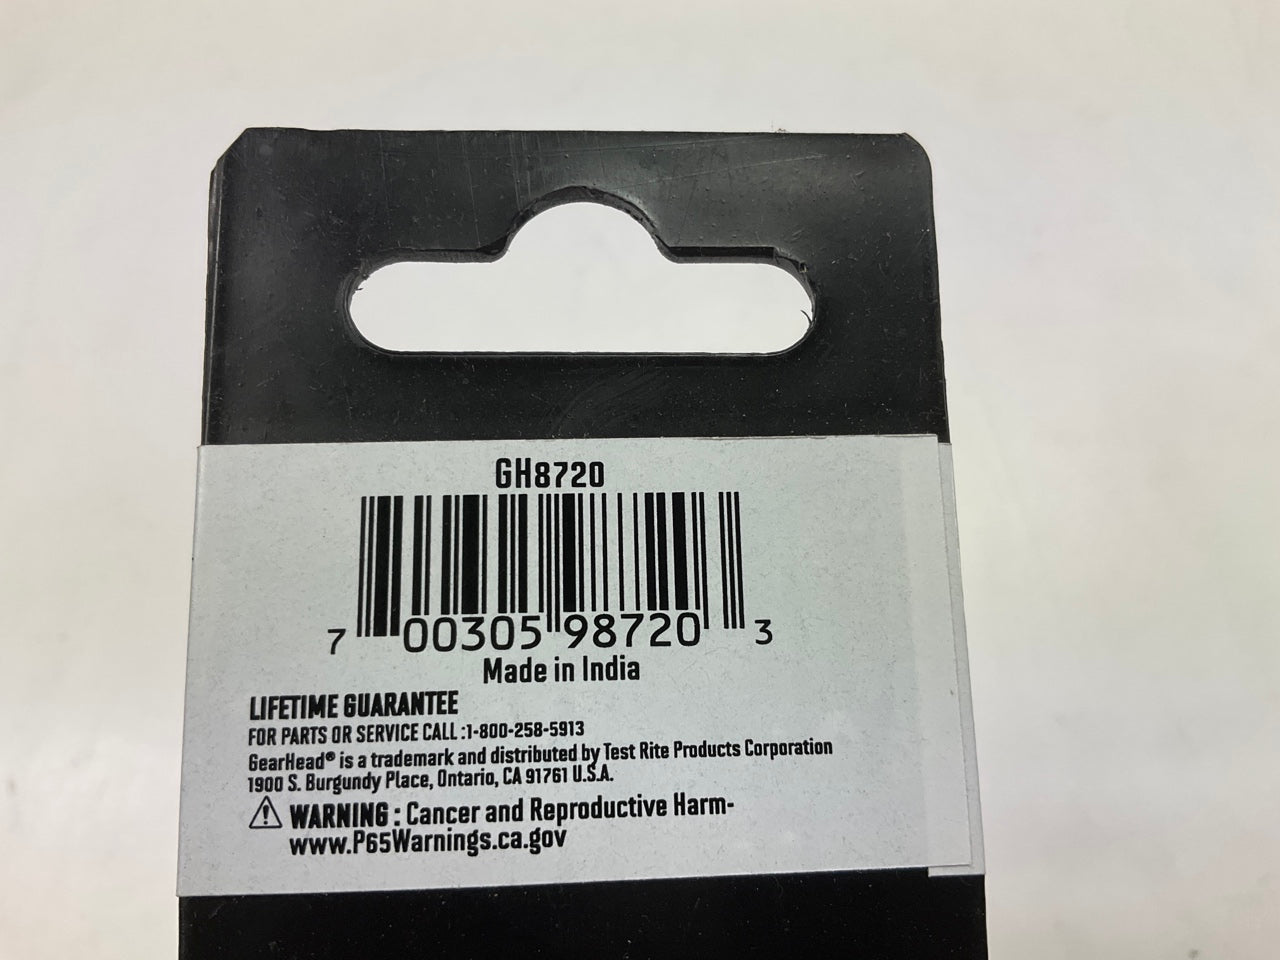 GH8720
7 00305 98720 3
Made in India
LIFETIME GUARANTEE
FOR PARTS OR SERVICE CALL :1-800-258-5913
GearHead® is a trademark and distributed by Test Rite Products Corporation
1900 S. Burgundy Place, Ontario, CA 91761 U.S.A.
WARNING : Cancer and Reproductive Harm-
www.P65Warnings.ca.gov